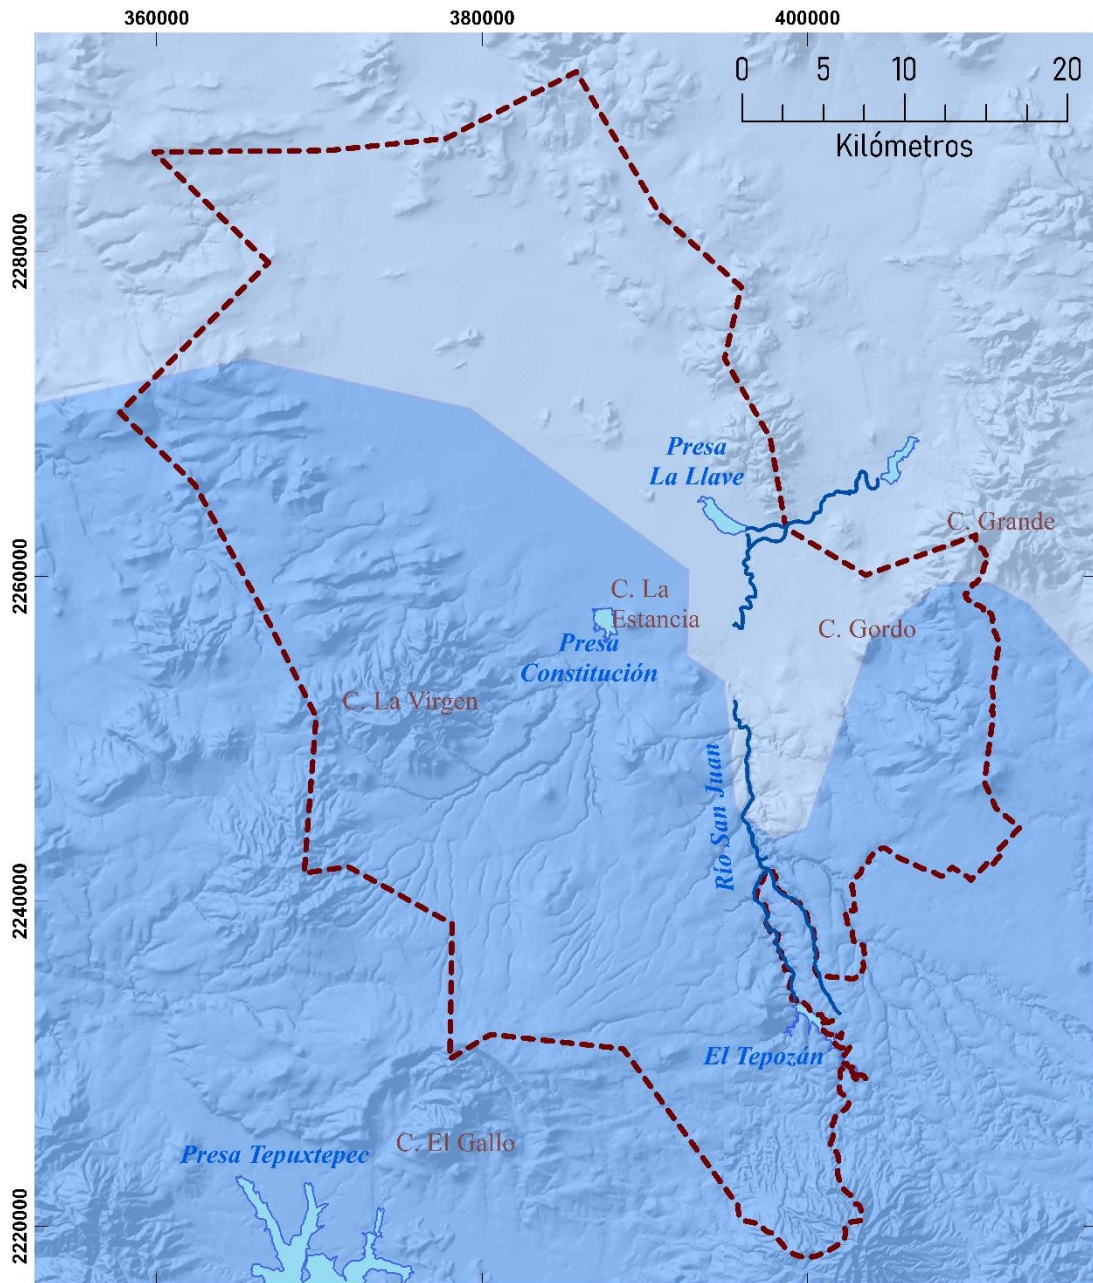 360000
380000
400000
0
5
10
20
Kilómetros
2280000
Presa
La Llave
C. Grande
2260000
C. La
Estancia
C. Gordo
Presa
Constitución
C. La Virgen
Río San Juan
2240000
El Tepozán
C. El Gallo
Presa Tepuxtepec
2220000